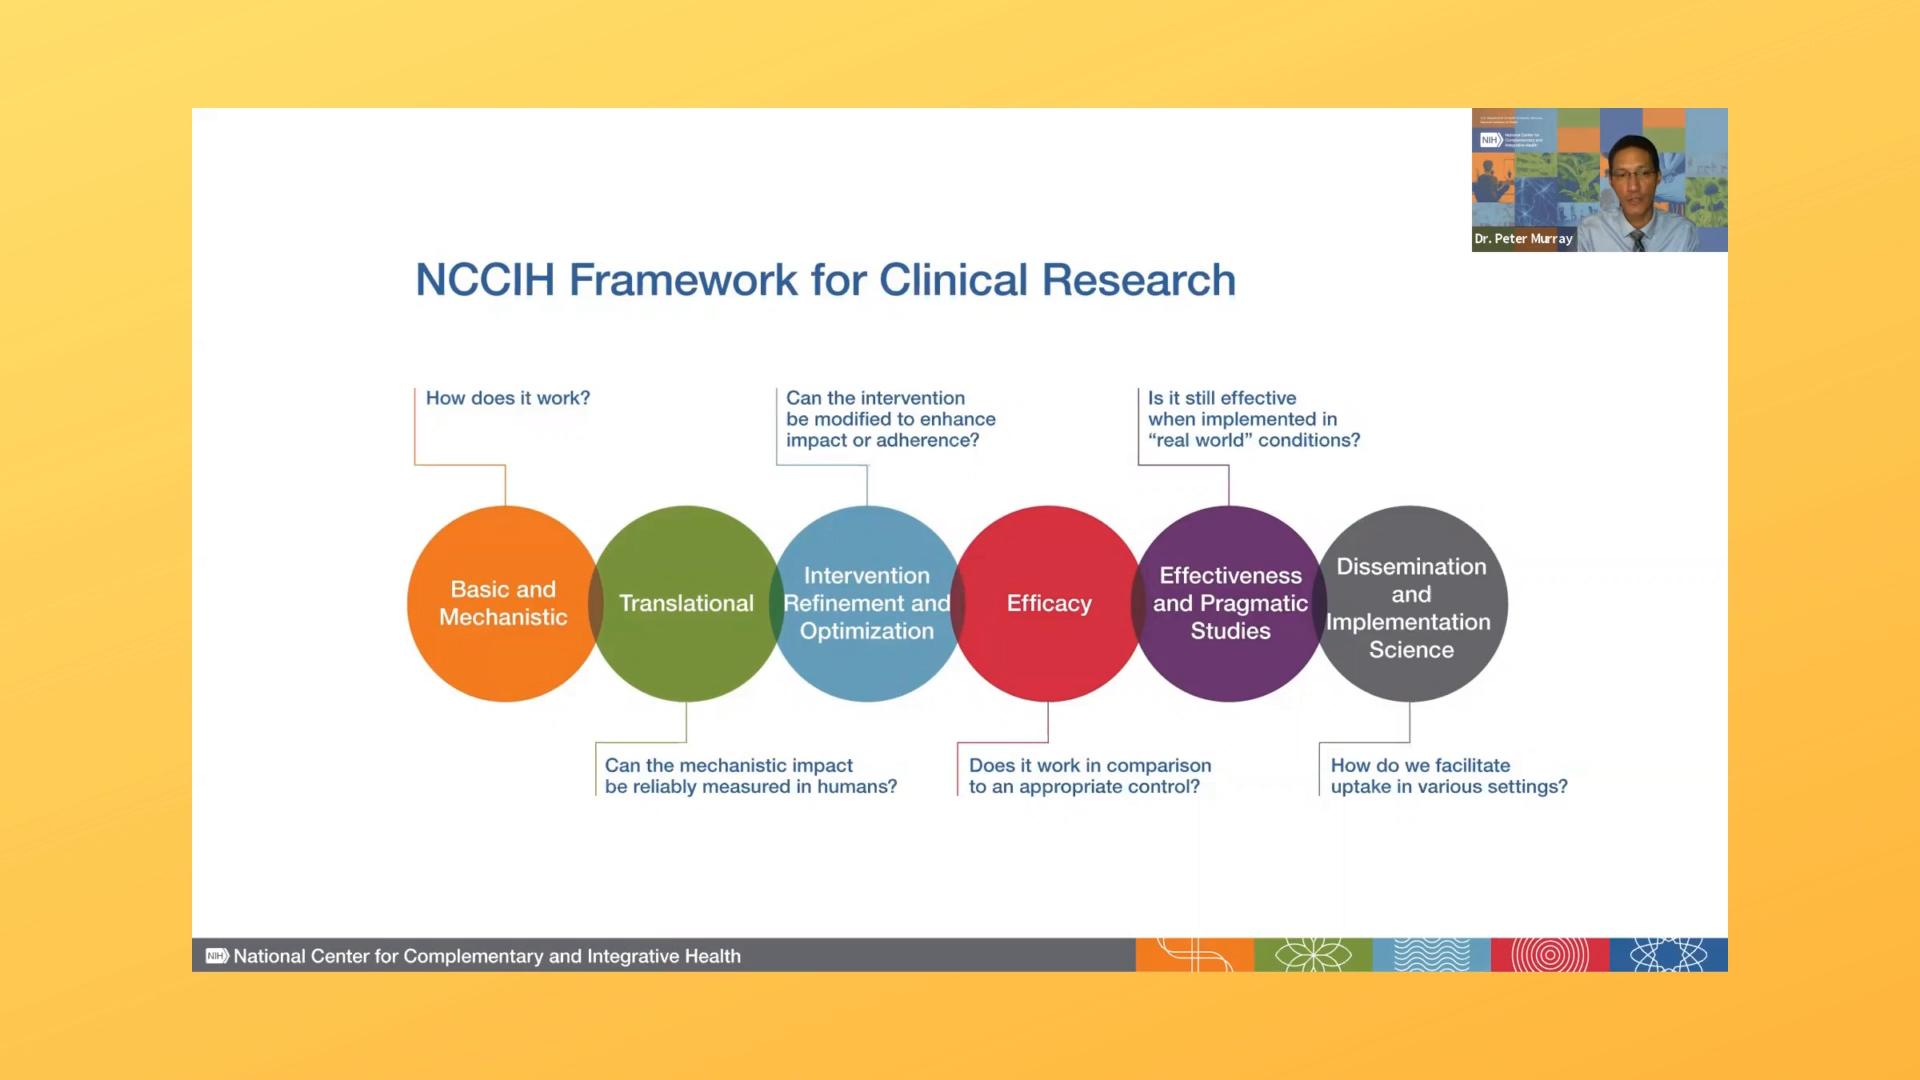 NIH
Dr. Peter Murray
NCCIH Framework for Clinical Research
How does it work?
Can the intervention
be modified to enhance
impact or adherence?
Is it still effective
when implemented in
“real world” conditions?
Basic and
Mechanistic
Translational
Intervention
Refinement and
Optimization
Efficacy
Effectiveness
and Pragmatic
Studies
Dissemination
and
Implementation
Science
Can the mechanistic impact
be reliably measured in humans?
Does it work in comparison
to an appropriate control?
How do we facilitate
uptake in various settings?
NIH National Center for Complementary and Integrative Health